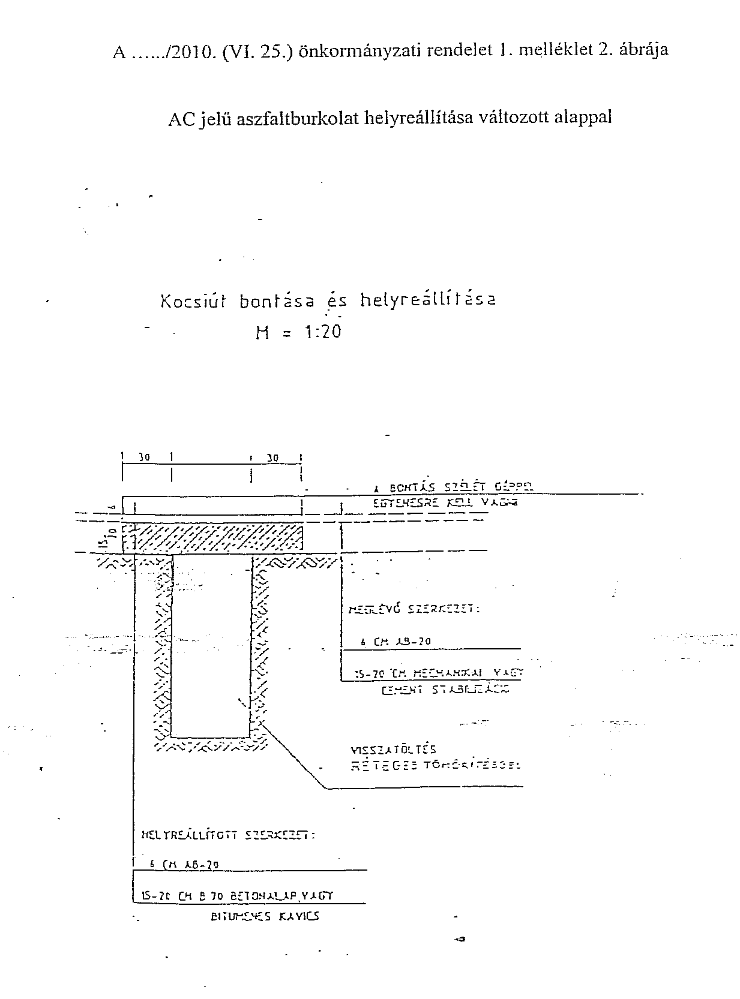 A ....../2010. (VI. 25.) önkormányzati rendelet 1. melléklet 2. ábrája
AC jelű aszfaltburkolat helyreállítása változott alappal
Kocsiút bontása és helyreállítása
M = 1:20
30 30
A BONTÁS SZÉLÉT GÉPPEL
EGYENESRE KELL VÁGNI
6
15-20
MEGLÉVŐ SZERKEZET:
6 CM AB-20
15-20 CM MECHANIKAI VAGY
CEMENT STABILIZÁCIÓ
VISSZATÖLTÉS
RÉTEGES TÖMÖRÍTÉSSEL
HELYREÁLLÍTOTT SZERKEZET:
6 CM AB-20
15-20 CM B 70 BETONALAP VAGY
BITUMENES KAVICS